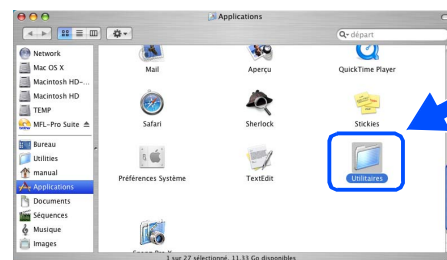 Applications
départ
Network
Mac OS X
Macintosh HD-...
Macintosh HD
TEMP
MFL-Pro Suite
Bureau
Utilities
manual
Applications
Documents
Séquences
Musique
Images
Mail
Aperçu
QuickTime Player
Safari
Sherlock
Stickies
Préférences Système
TextEdit
Utilitaires
1 sur 27 sélectionné, 11,33 Go disponibles